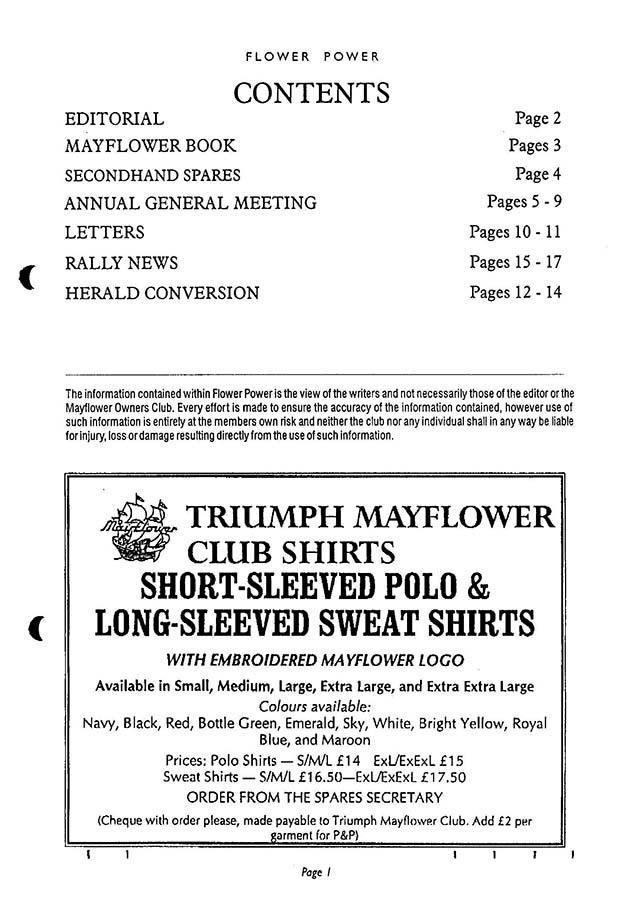 FLOWER POWER
CONTENTS
EDITORIAL Page 2
MAYFLOWER BOOK Pages 3
SECONDHAND SPARES Page 4
ANNUAL GENERAL MEETING Pages 5 - 9
LETTERS Pages 10 - 11
RALLY NEWS Pages 15 - 17
HERALD CONVERSION Pages 12 - 14
The information contained within Flower Power is the view of the writers and not necessarily those of the editor or the
Mayflower Owners Club. Every effort is made to ensure the accuracy of the information contained, however use of
such information is entirely at the members own risk and neither the club nor any individual shall in any way be liable
for injury, loss or damage resulting directly from the use of such information.
Mayflower
TRIUMPH MAYFLOWER
CLUB SHIRTS
SHORT-SLEEVED POLO &
LONG-SLEEVED SWEAT SHIRTS
WITH EMBROIDERED MAYFLOWER LOGO
Available in Small, Medium, Large, Extra Large, and Extra Extra Large
Colours available:
Navy, Black, Red, Bottle Green, Emerald, Sky, White, Bright Yellow, Royal
Blue, and Maroon
Prices: Polo Shirts — S/M/L £14 ExL/ExExL £15
Sweat Shirts — S/M/L £16.50—ExL/ExExL £17.50
ORDER FROM THE SPARES SECRETARY
(Cheque with order please, made payable to Triumph Mayflower Club. Add £2 per
garment for P&P)
Page 1